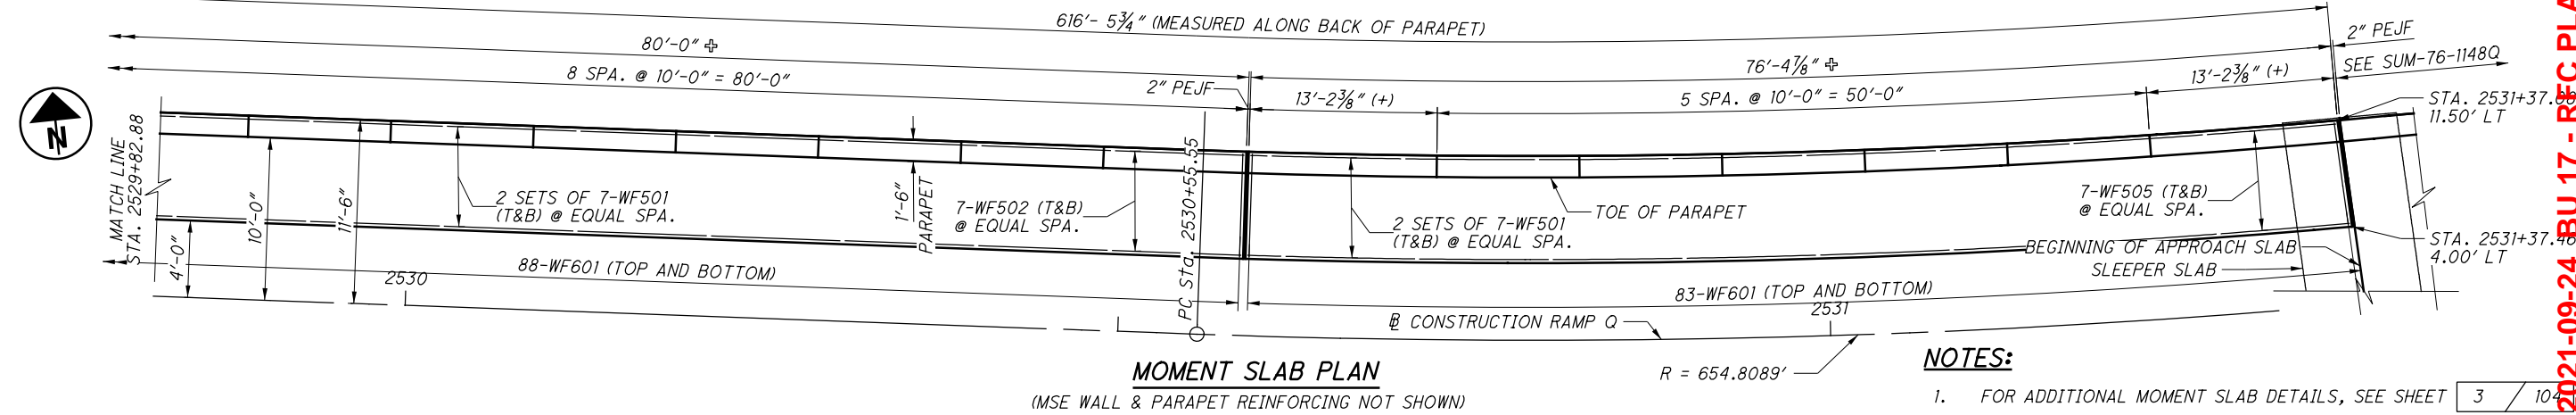 616'- 5¾" (MEASURED ALONG BACK OF PARAPET)
80'-0" ✠
76'-4⅞" ✠
2" PEJF
8 SPA. @ 10'-0" = 80'-0"
2" PEJF
13'-2⅜" (+)
5 SPA. @ 10'-0" = 50'-0"
13'-2⅜" (+)
SEE SUM-76-1148Q
N
MATCH LINE
STA. 2529+82.88
STA. 2531+37.08
11.50' LT
4'-0"
10'-0"
11'-6"
2 SETS OF 7-WF501
(T&B) @ EQUAL SPA.
1'-6"
PARAPET
7-WF502 (T&B)
@ EQUAL SPA.
PC Sta. 2530+55.55
2 SETS OF 7-WF501
(T&B) @ EQUAL SPA.
TOE OF PARAPET
7-WF505 (T&B)
@ EQUAL SPA.
BEGINNING OF APPROACH SLAB
SLEEPER SLAB
STA. 2531+37.46
4.00' LT
88-WF601 (TOP AND BOTTOM)
83-WF601 (TOP AND BOTTOM)
2530
2531
℄ CONSTRUCTION RAMP Q
R = 654.8089'
MOMENT SLAB PLAN
(MSE WALL & PARAPET REINFORCING NOT SHOWN)
NOTES:
1. FOR ADDITIONAL MOMENT SLAB DETAILS, SEE SHEET 3 / 104
2021-09-24 BU 17 - RFC PLA